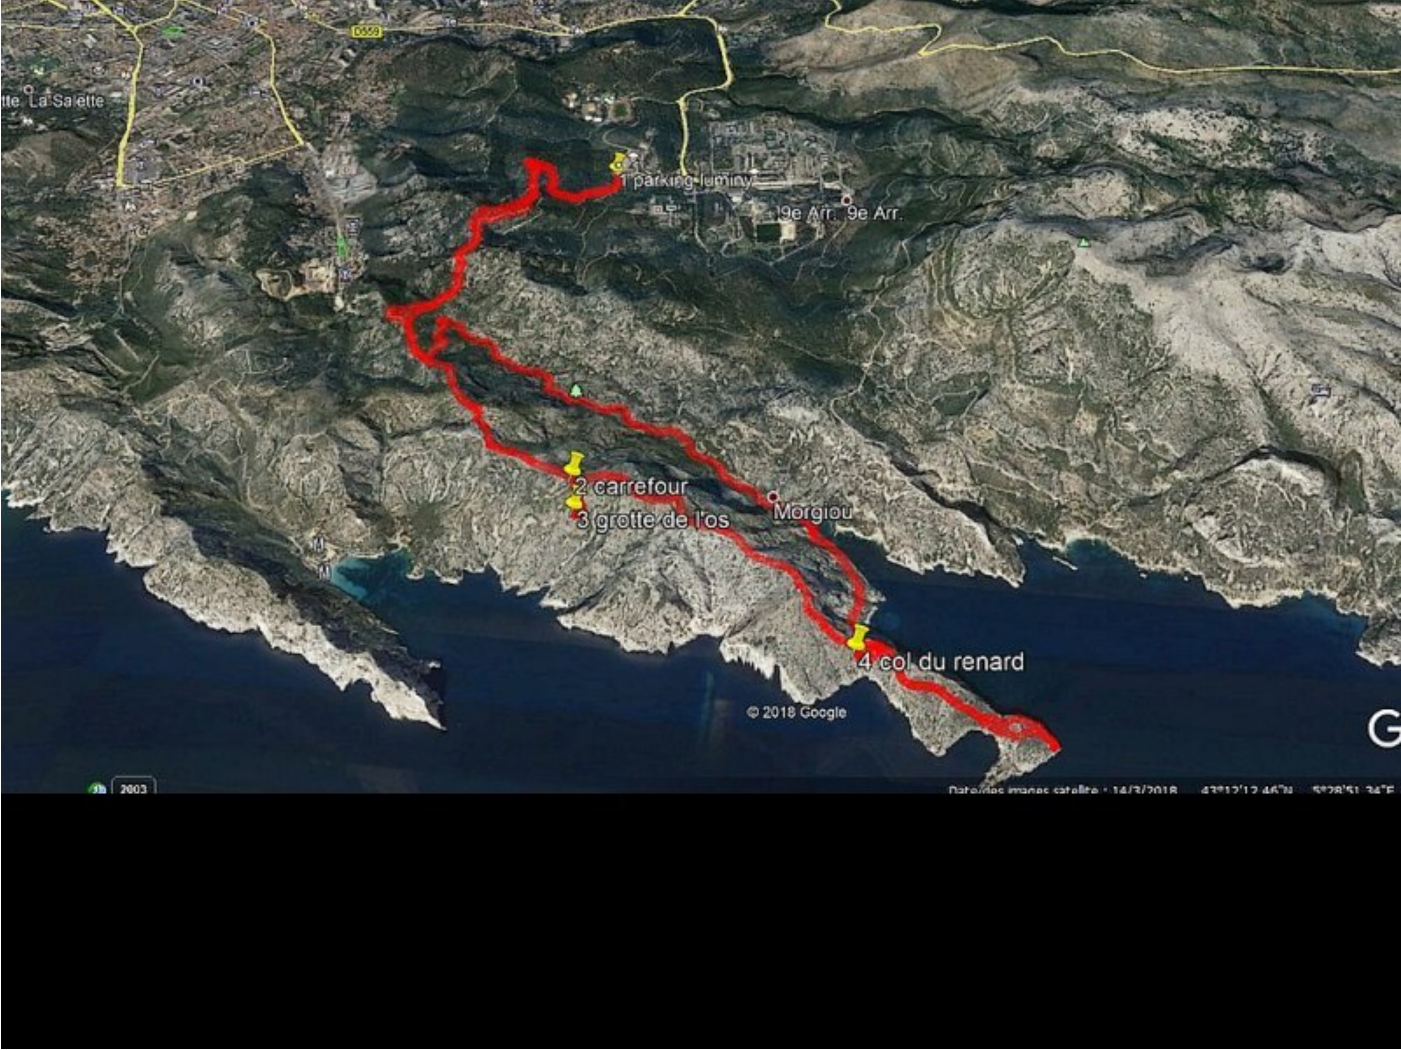 D559
tte La Salette
1 parking luminy
9e Arr. 9e Arr.
2 carrefour
3 grotte de l'os
Morgiou
4 col du renard
© 2018 Google
G
2003
Date des images satellite : 14/3/2018 43°12'12.46"N 5°28'51.34"E